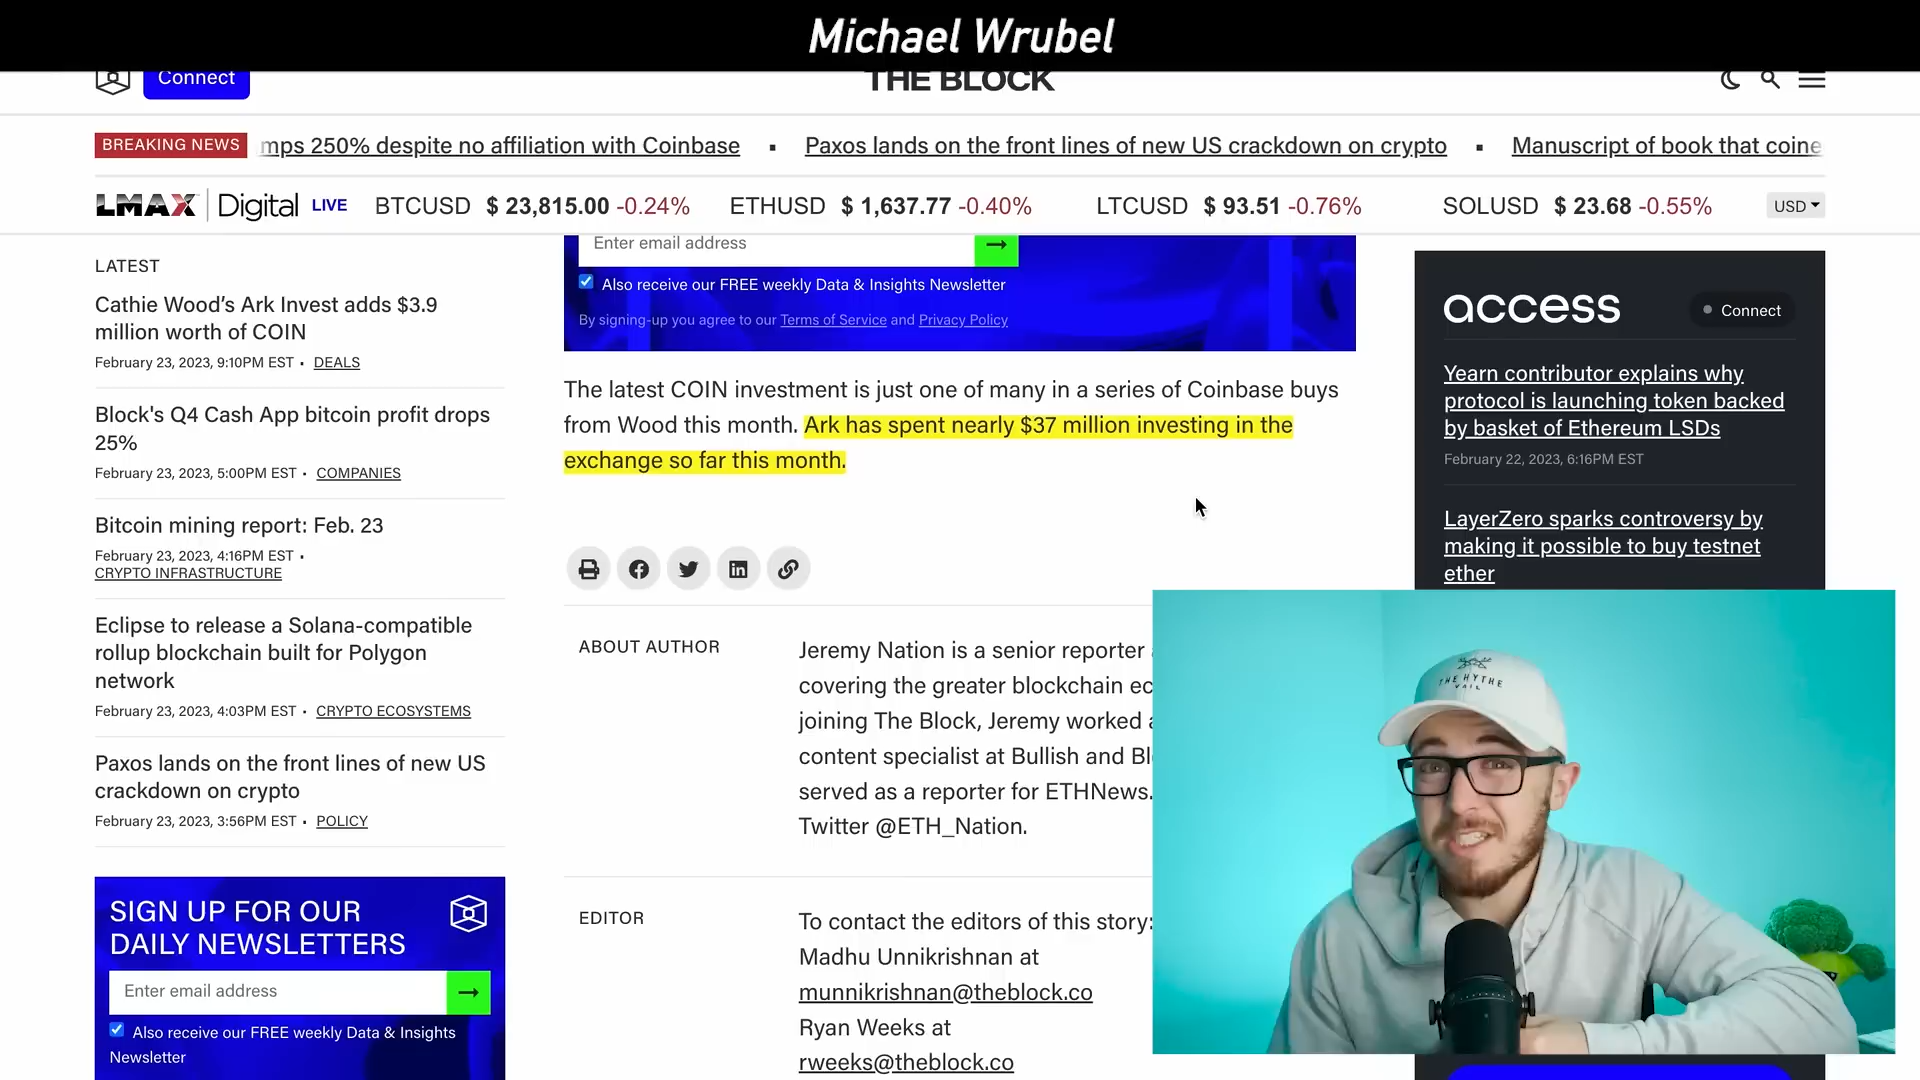 Michael Wrubel
Connect
THE BLOCK
BREAKING NEWS
mps 250% despite no affiliation with Coinbase ▪ Paxos lands on the front lines of new US crackdown on crypto ▪ Manuscript of book that coine
LMAX Digital LIVE BTCUSD $ 23,815.00 -0.24% ETHUSD $ 1,637.77 -0.40% LTCUSD $ 93.51 -0.76% SOLUSD $ 23.68 -0.55% USD
LATEST
Cathie Wood’s Ark Invest adds $3.9
million worth of COIN
February 23, 2023, 9:10PM EST • DEALS
Block's Q4 Cash App bitcoin profit drops
25%
February 23, 2023, 5:00PM EST • COMPANIES
Bitcoin mining report: Feb. 23
February 23, 2023, 4:16PM EST •
CRYPTO INFRASTRUCTURE
Eclipse to release a Solana-compatible
rollup blockchain built for Polygon
network
February 23, 2023, 4:03PM EST • CRYPTO ECOSYSTEMS
Paxos lands on the front lines of new US
crackdown on crypto
February 23, 2023, 3:56PM EST • POLICY
SIGN UP FOR OUR
DAILY NEWSLETTERS
Enter email address
Also receive our FREE weekly Data & Insights
Newsletter
Enter email address
Also receive our FREE weekly Data & Insights Newsletter
By signing-up you agree to our Terms of Service and Privacy Policy
The latest COIN investment is just one of many in a series of Coinbase buys
from Wood this month. Ark has spent nearly $37 million investing in the
exchange so far this month.
ABOUT AUTHOR
Jeremy Nation is a senior reporter
covering the greater blockchain ec
joining The Block, Jeremy worked
content specialist at Bullish and Bl
served as a reporter for ETHNews.
Twitter @ETH_Nation.
EDITOR
To contact the editors of this story:
Madhu Unnikrishnan at
munnikrishnan@theblock.co
Ryan Weeks at
rweeks@theblock.co
access
Connect
Yearn contributor explains why
protocol is launching token backed
by basket of Ethereum LSDs
February 22, 2023, 6:16PM EST
LayerZero sparks controversy by
making it possible to buy testnet
ether
THE HYTHE
VAIL